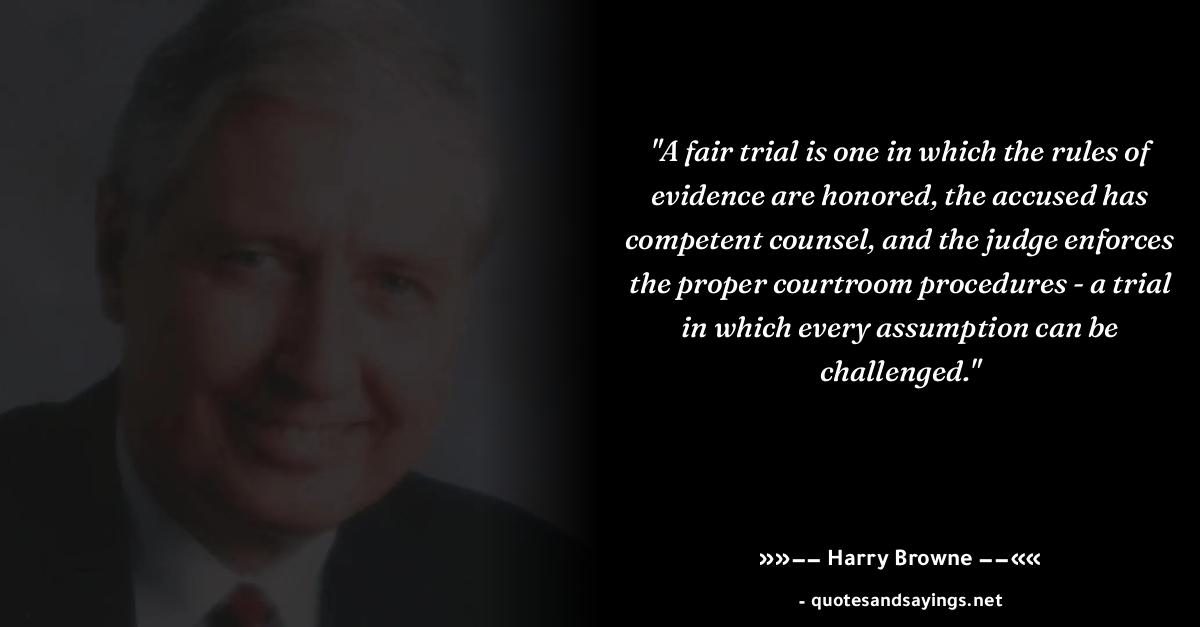 "A fair trial is one in which the rules of
evidence are honored, the accused has
competent counsel, and the judge enforces
the proper courtroom procedures - a trial
in which every assumption can be
challenged."
»»−− Harry Browne −−««
- quotesandsayings.net